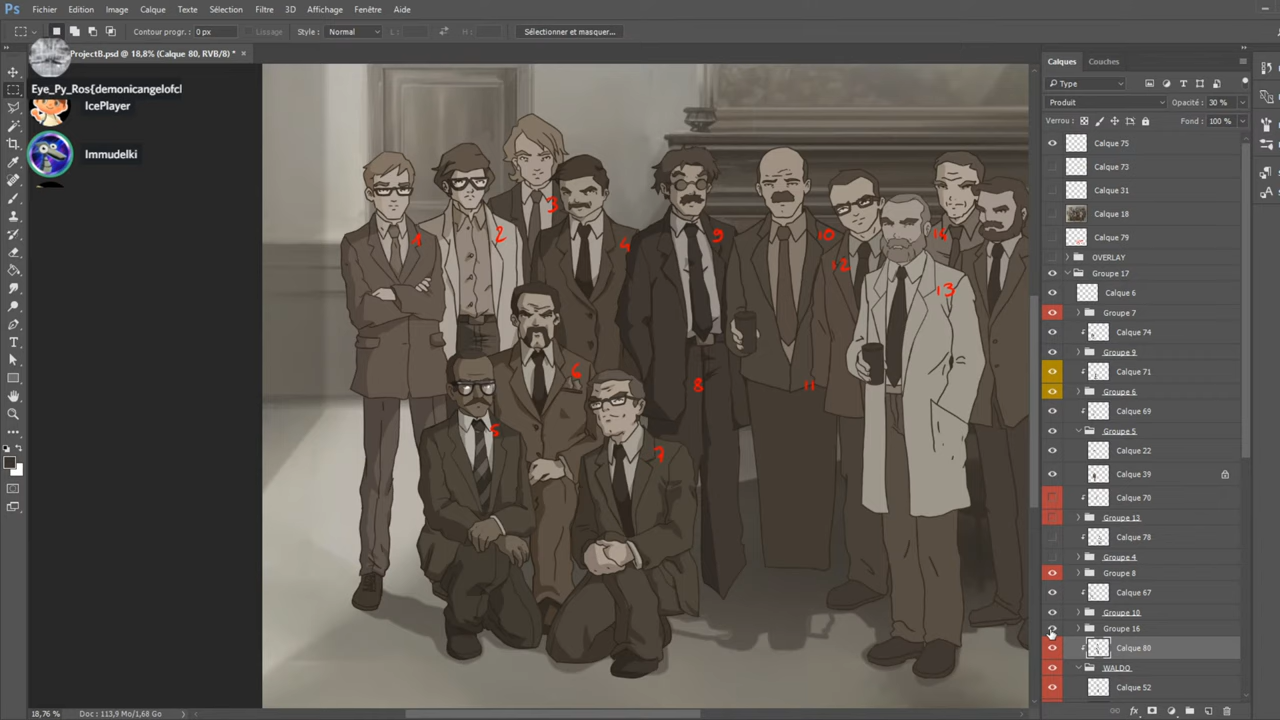 Ps Fichier Edition Image Calque Texte Sélection Filtre 3D Affichage Fenêtre Aide
Contour progr. : 0 px Lissage Style : Normal L : H : Sélectionner et masquer...
ProjectB.psd @ 18,8% (Calque 80, RVB/8) * ×
Eye_Py_Ros{demonicangelofcl
IcePlayer
Immudelki
1
2
3
4
9
10
12
14
13
8
11
6
5
7
Calques Couches
Type
Produit Opacité : 30 %
Verrou : Fond : 100 %
Calque 75
Calque 73
Calque 31
Calque 18
Calque 79
OVERLAY
Groupe 17
Calque 6
Groupe 7
Calque 74
Groupe 9
Calque 71
Groupe 6
Calque 69
Groupe 5
Calque 22
Calque 39
Calque 70
Groupe 13
Calque 78
Groupe 4
Groupe 8
Calque 67
Groupe 10
Groupe 16
Calque 80
WALDO
Calque 52
fx
18,76 % Doc : 113,9 Mo/1,68 Go